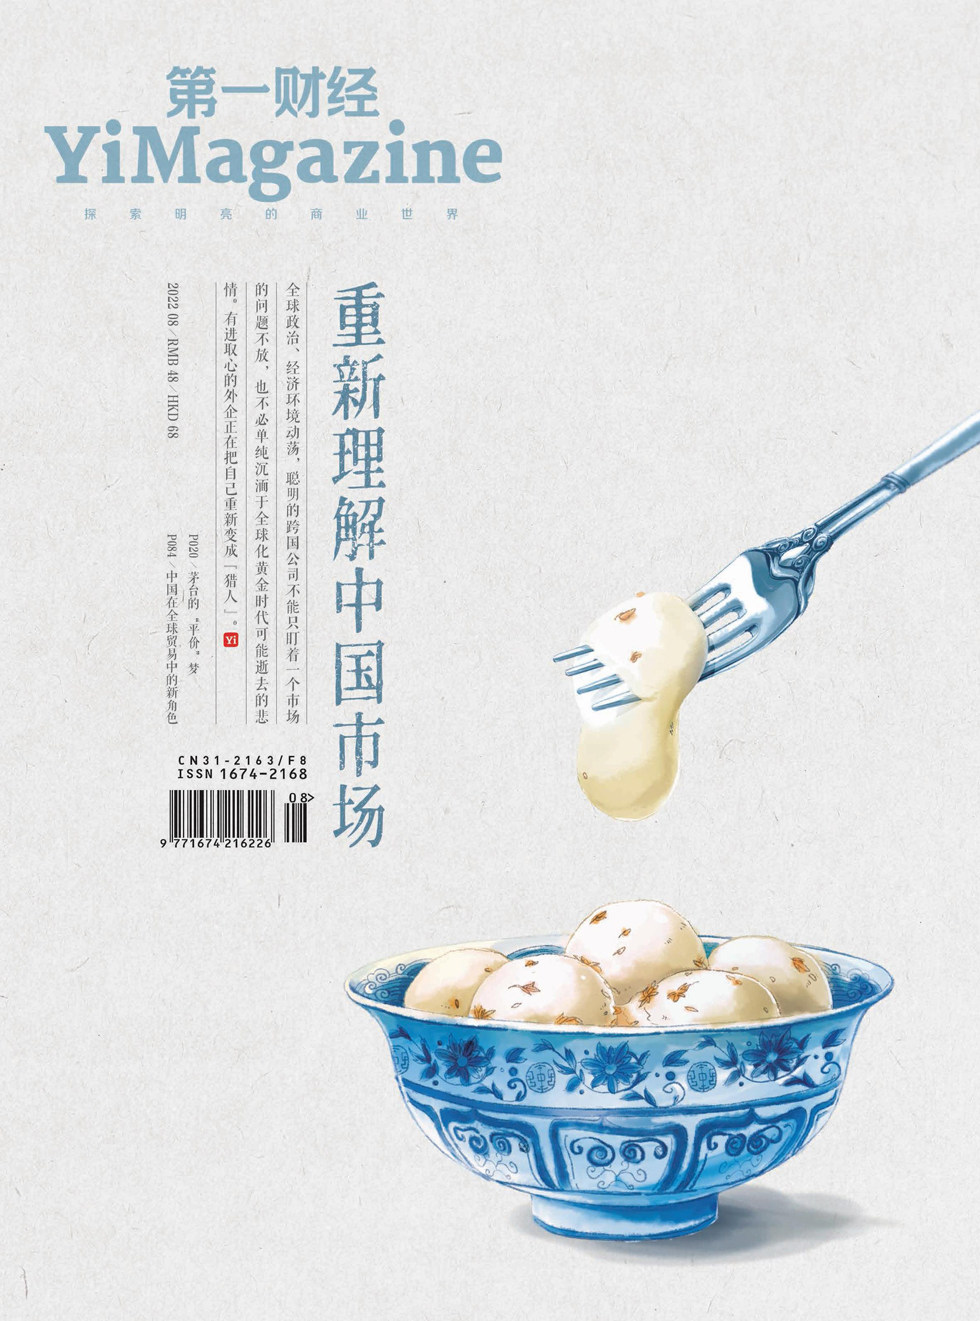 第一财经
YiMagazine
探索明亮的商业世界
重新理解中国市场
全球政治、经济环境动荡，聪明的跨国公司不能只盯着一个市场
的问题不放，也不必单纯沉湎于全球化黄金时代可能逝去的悲
情。有进取心的外企正在把自己重新变成「猎人」。Yi
2022 08 / RMB 48 / HKD 68
P020 / 茅台的“平价”梦
P084 / 中国在全球贸易中的新角色
CN31-2163/F8
ISSN 1674-2168
08>
9 771674 216226